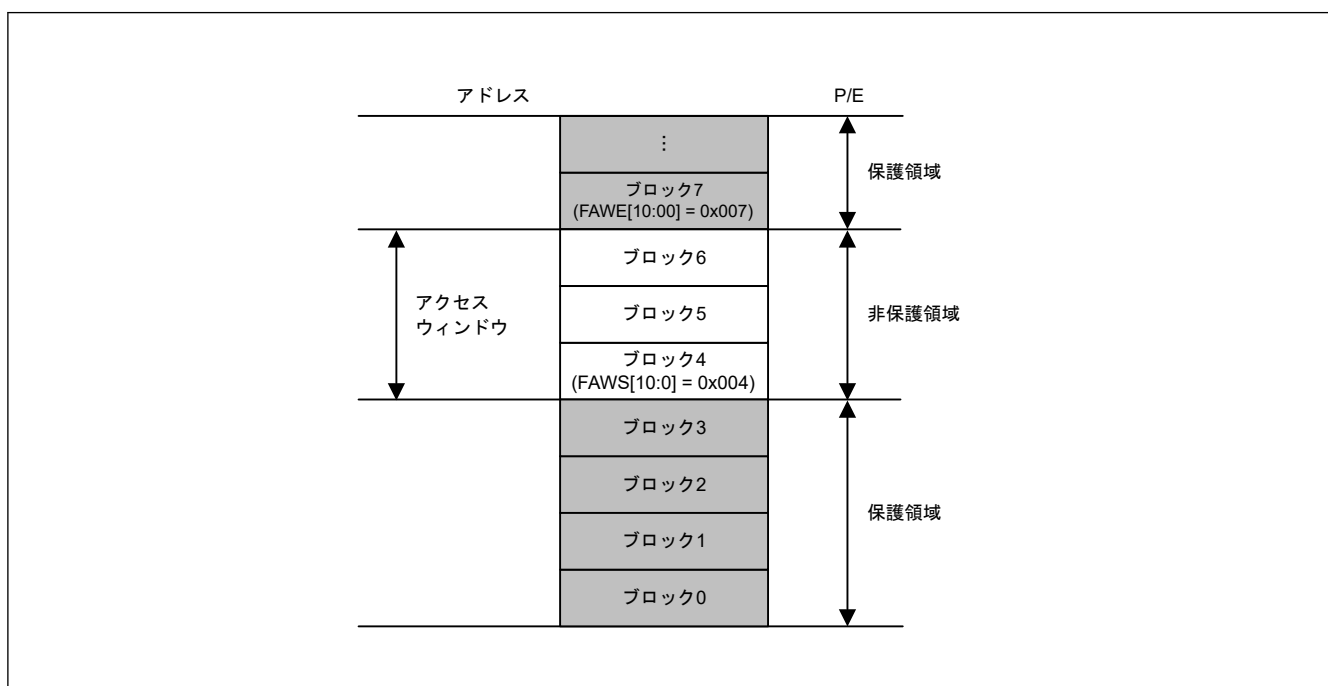 アドレス
P/E
⋮
ブロック7
(FAWE[10:00] = 0x007)
保護領域
ブロック6
ブロック5
ブロック4
(FAWS[10:0] = 0x004)
アクセス
ウィンドウ
非保護領域
ブロック3
ブロック2
ブロック1
ブロック0
保護領域